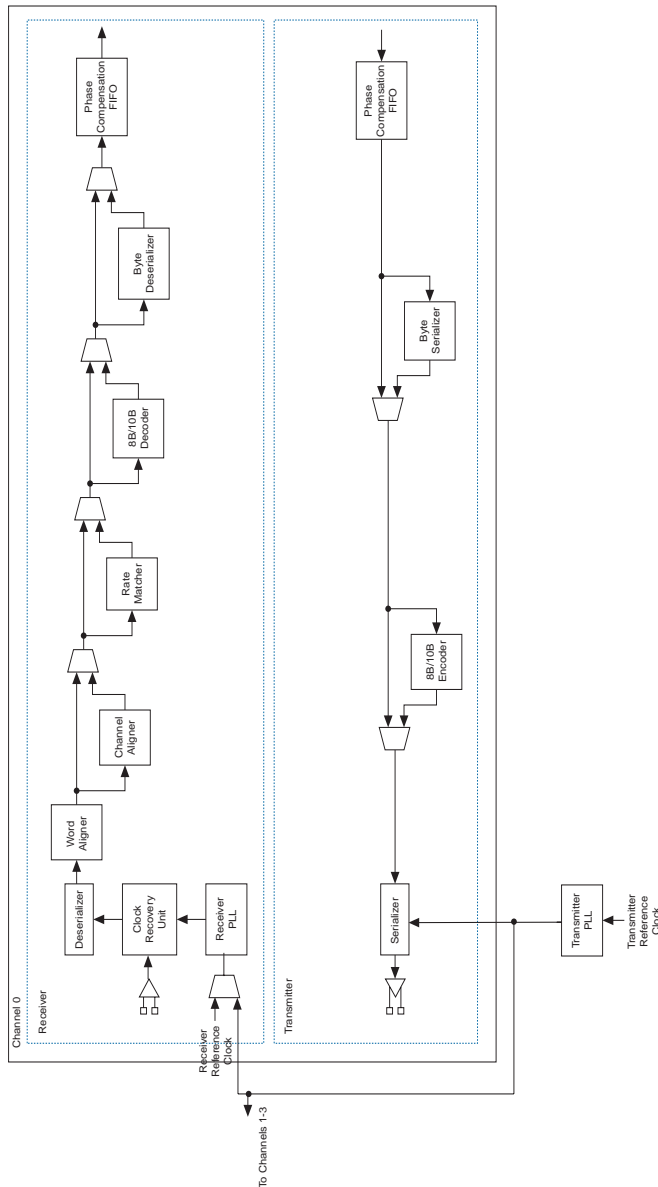 Channel 0
Receiver
Receiver
Reference
Clock
Receiver
PLL
Clock
Recovery
Unit
Deserializer
Word
Aligner
Channel
Aligner
Rate
Matcher
8B/10B
Decoder
Byte
Deserializer
Phase
Compensation
FIFO
Transmitter
Serializer
8B/10B
Encoder
Byte
Serializer
Phase
Compensation
FIFO
To Channels 1-3
Transmitter
PLL
Transmitter
Reference
Clock